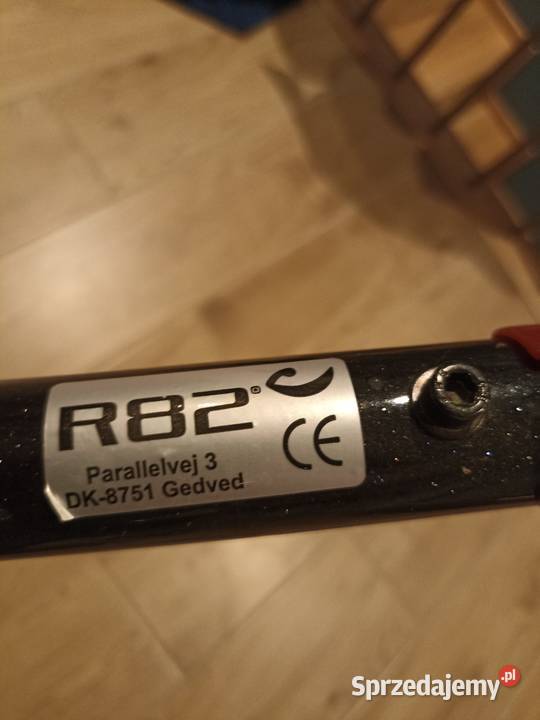 R82®
Parallelvej 3
DK-8751 Gedved
CE
Sprzedajemy.pl